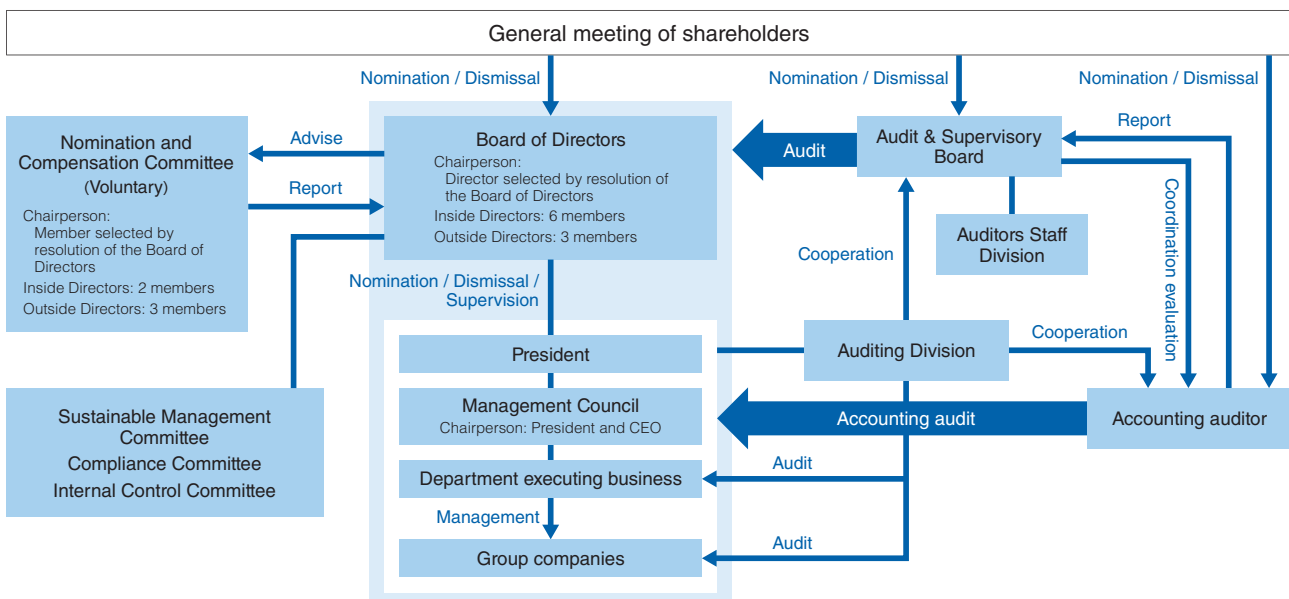 General meeting of shareholders
Nomination / Dismissal
Nomination / Dismissal
Nomination / Dismissal
Nomination and
Compensation Committee
(Voluntary)
Chairperson:
Member selected by
resolution of the Board of
Directors
Inside Directors: 2 members
Outside Directors: 3 members
Advise
Report
Board of Directors
Chairperson:
Director selected by resolution of
the Board of Directors
Inside Directors: 6 members
Outside Directors: 3 members
Audit
Audit & Supervisory
Board
Report
Auditors Staff
Division
Cooperation
Coordination evaluation
Nomination / Dismissal /
Supervision
President
Auditing Division
Cooperation
Management Council
Chairperson: President and CEO
Accounting audit
Accounting auditor
Sustainable Management
Committee
Compliance Committee
Internal Control Committee
Department executing business
Audit
Management
Group companies
Audit